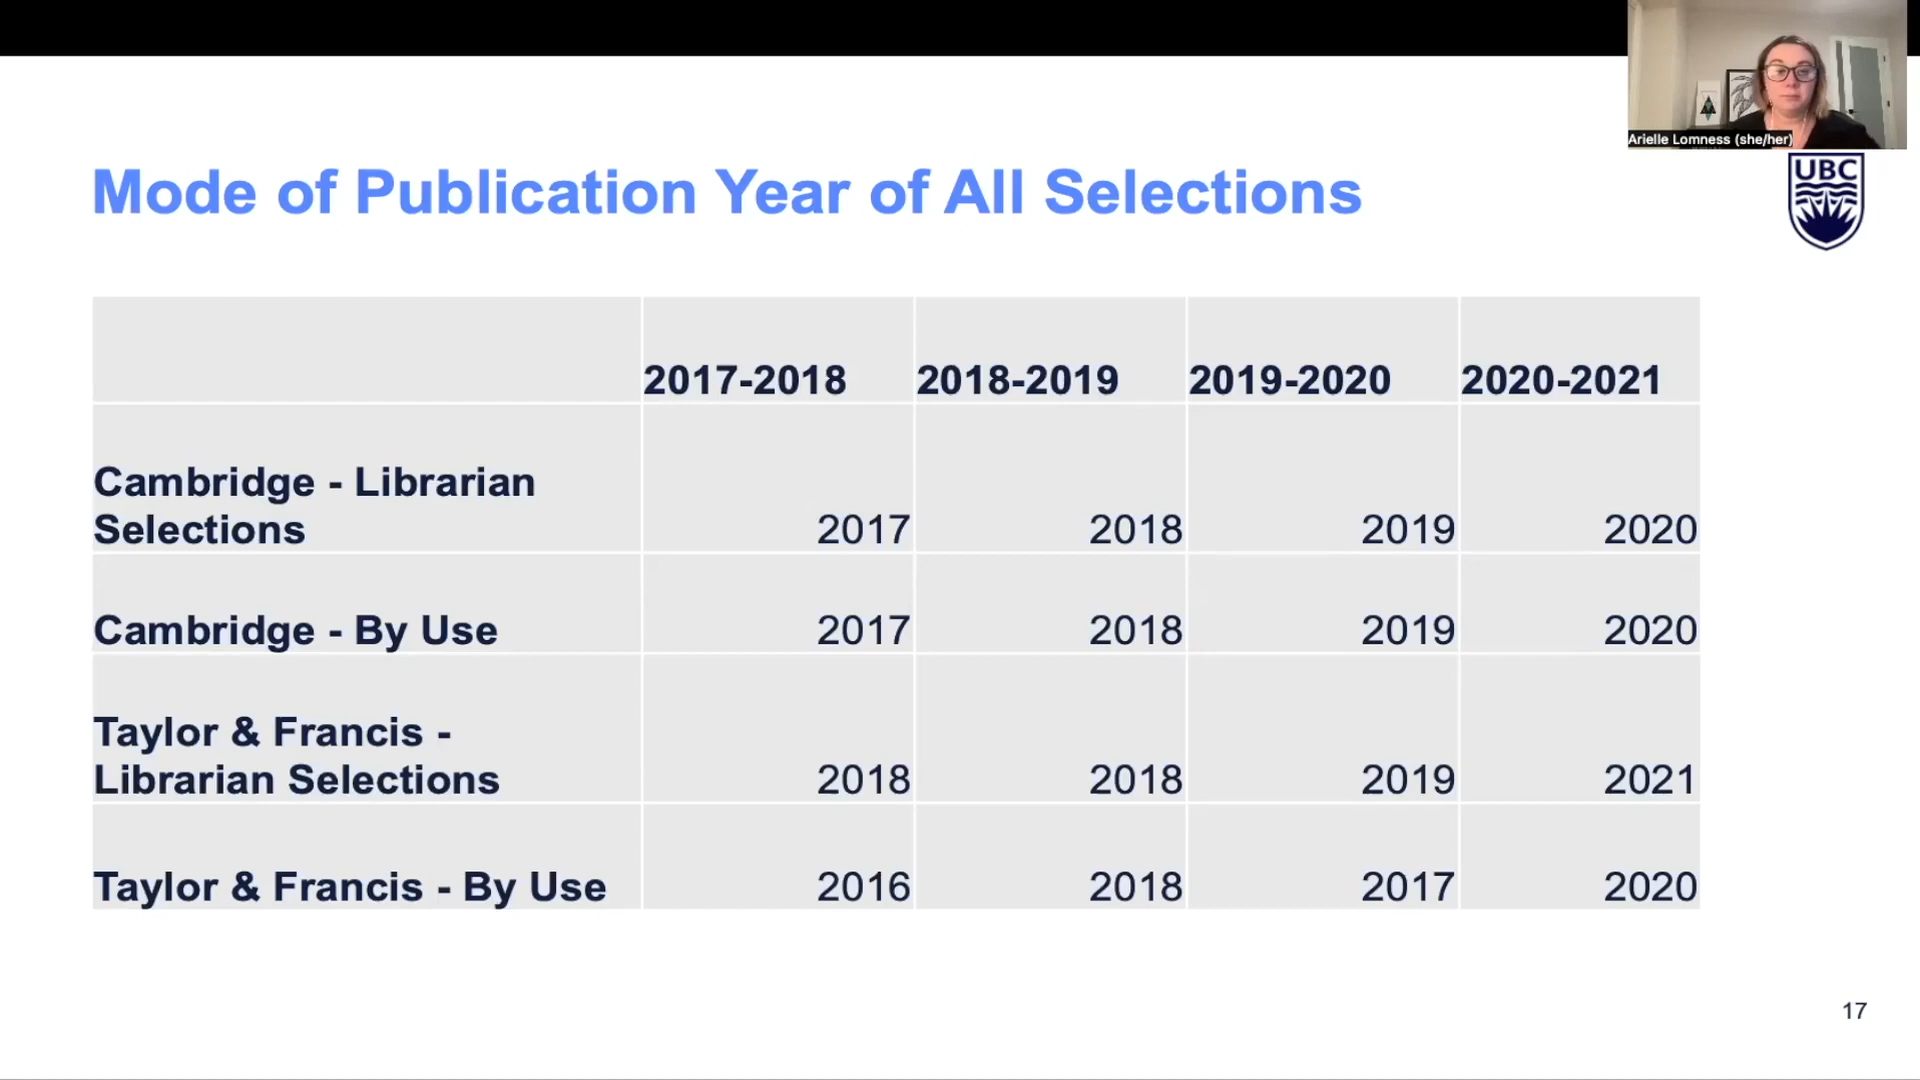 Arielle Lomness (she/her)
UBC
Mode of Publication Year of All Selections
2017-2018 2018-2019 2019-2020 2020-2021
Cambridge - Librarian
Selections 2017 2018 2019 2020
Cambridge - By Use 2017 2018 2019 2020
Taylor & Francis -
Librarian Selections 2018 2018 2019 2021
Taylor & Francis - By Use 2016 2018 2017 2020
17